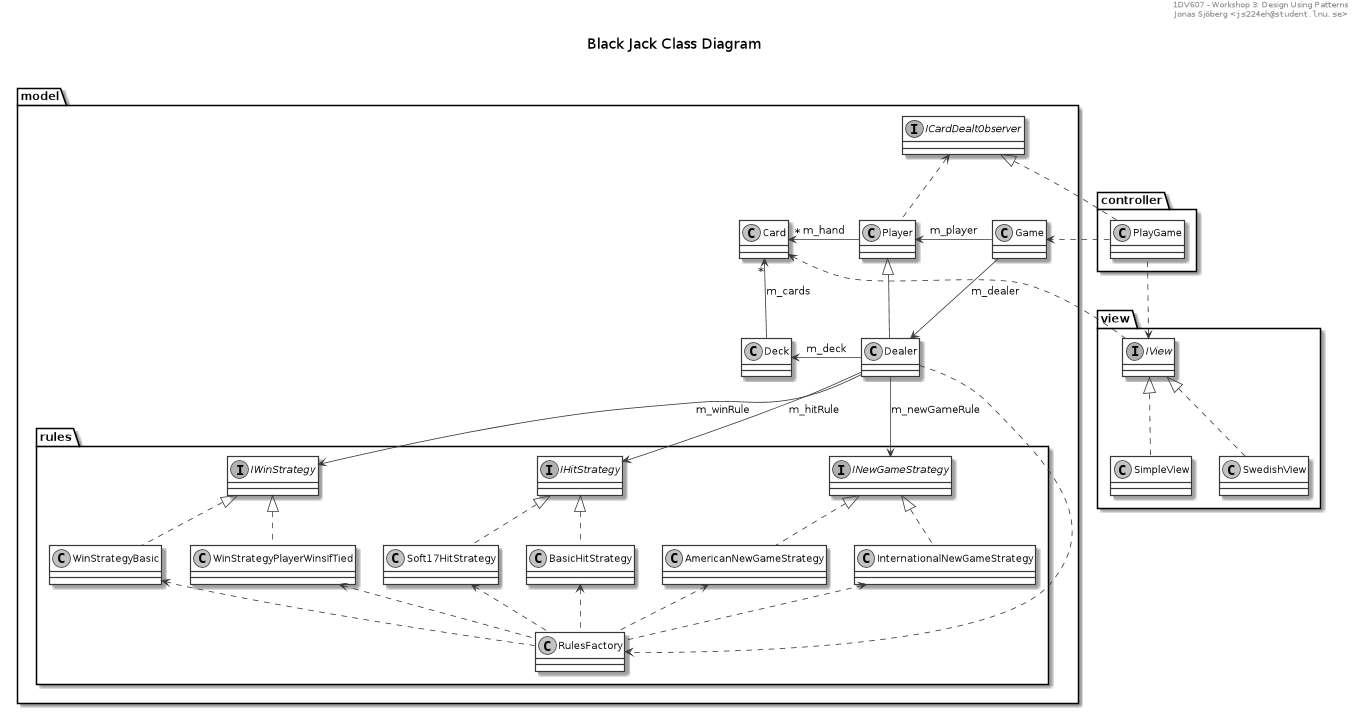 1DV607 - Workshop 3: Design Using Patterns
Jonas Sjöberg <js224eh@student.lnu.se>
Black Jack Class Diagram
model
I ICardDealtObserver
controller
C Card
* m_hand
C Player
m_player
C Game
C PlayGame
*
m_cards
m_dealer
view
C Deck
m_deck
C Dealer
I IView
m_winRule
m_hitRule
m_newGameRule
rules
I IWinStrategy
I IHitStrategy
I INewGameStrategy
C SimpleView
C SwedishView
C WinStrategyBasic
C WinStrategyPlayerWinsIfTied
C Soft17HitStrategy
C BasicHitStrategy
C AmericanNewGameStrategy
C InternationalNewGameStrategy
C RulesFactory